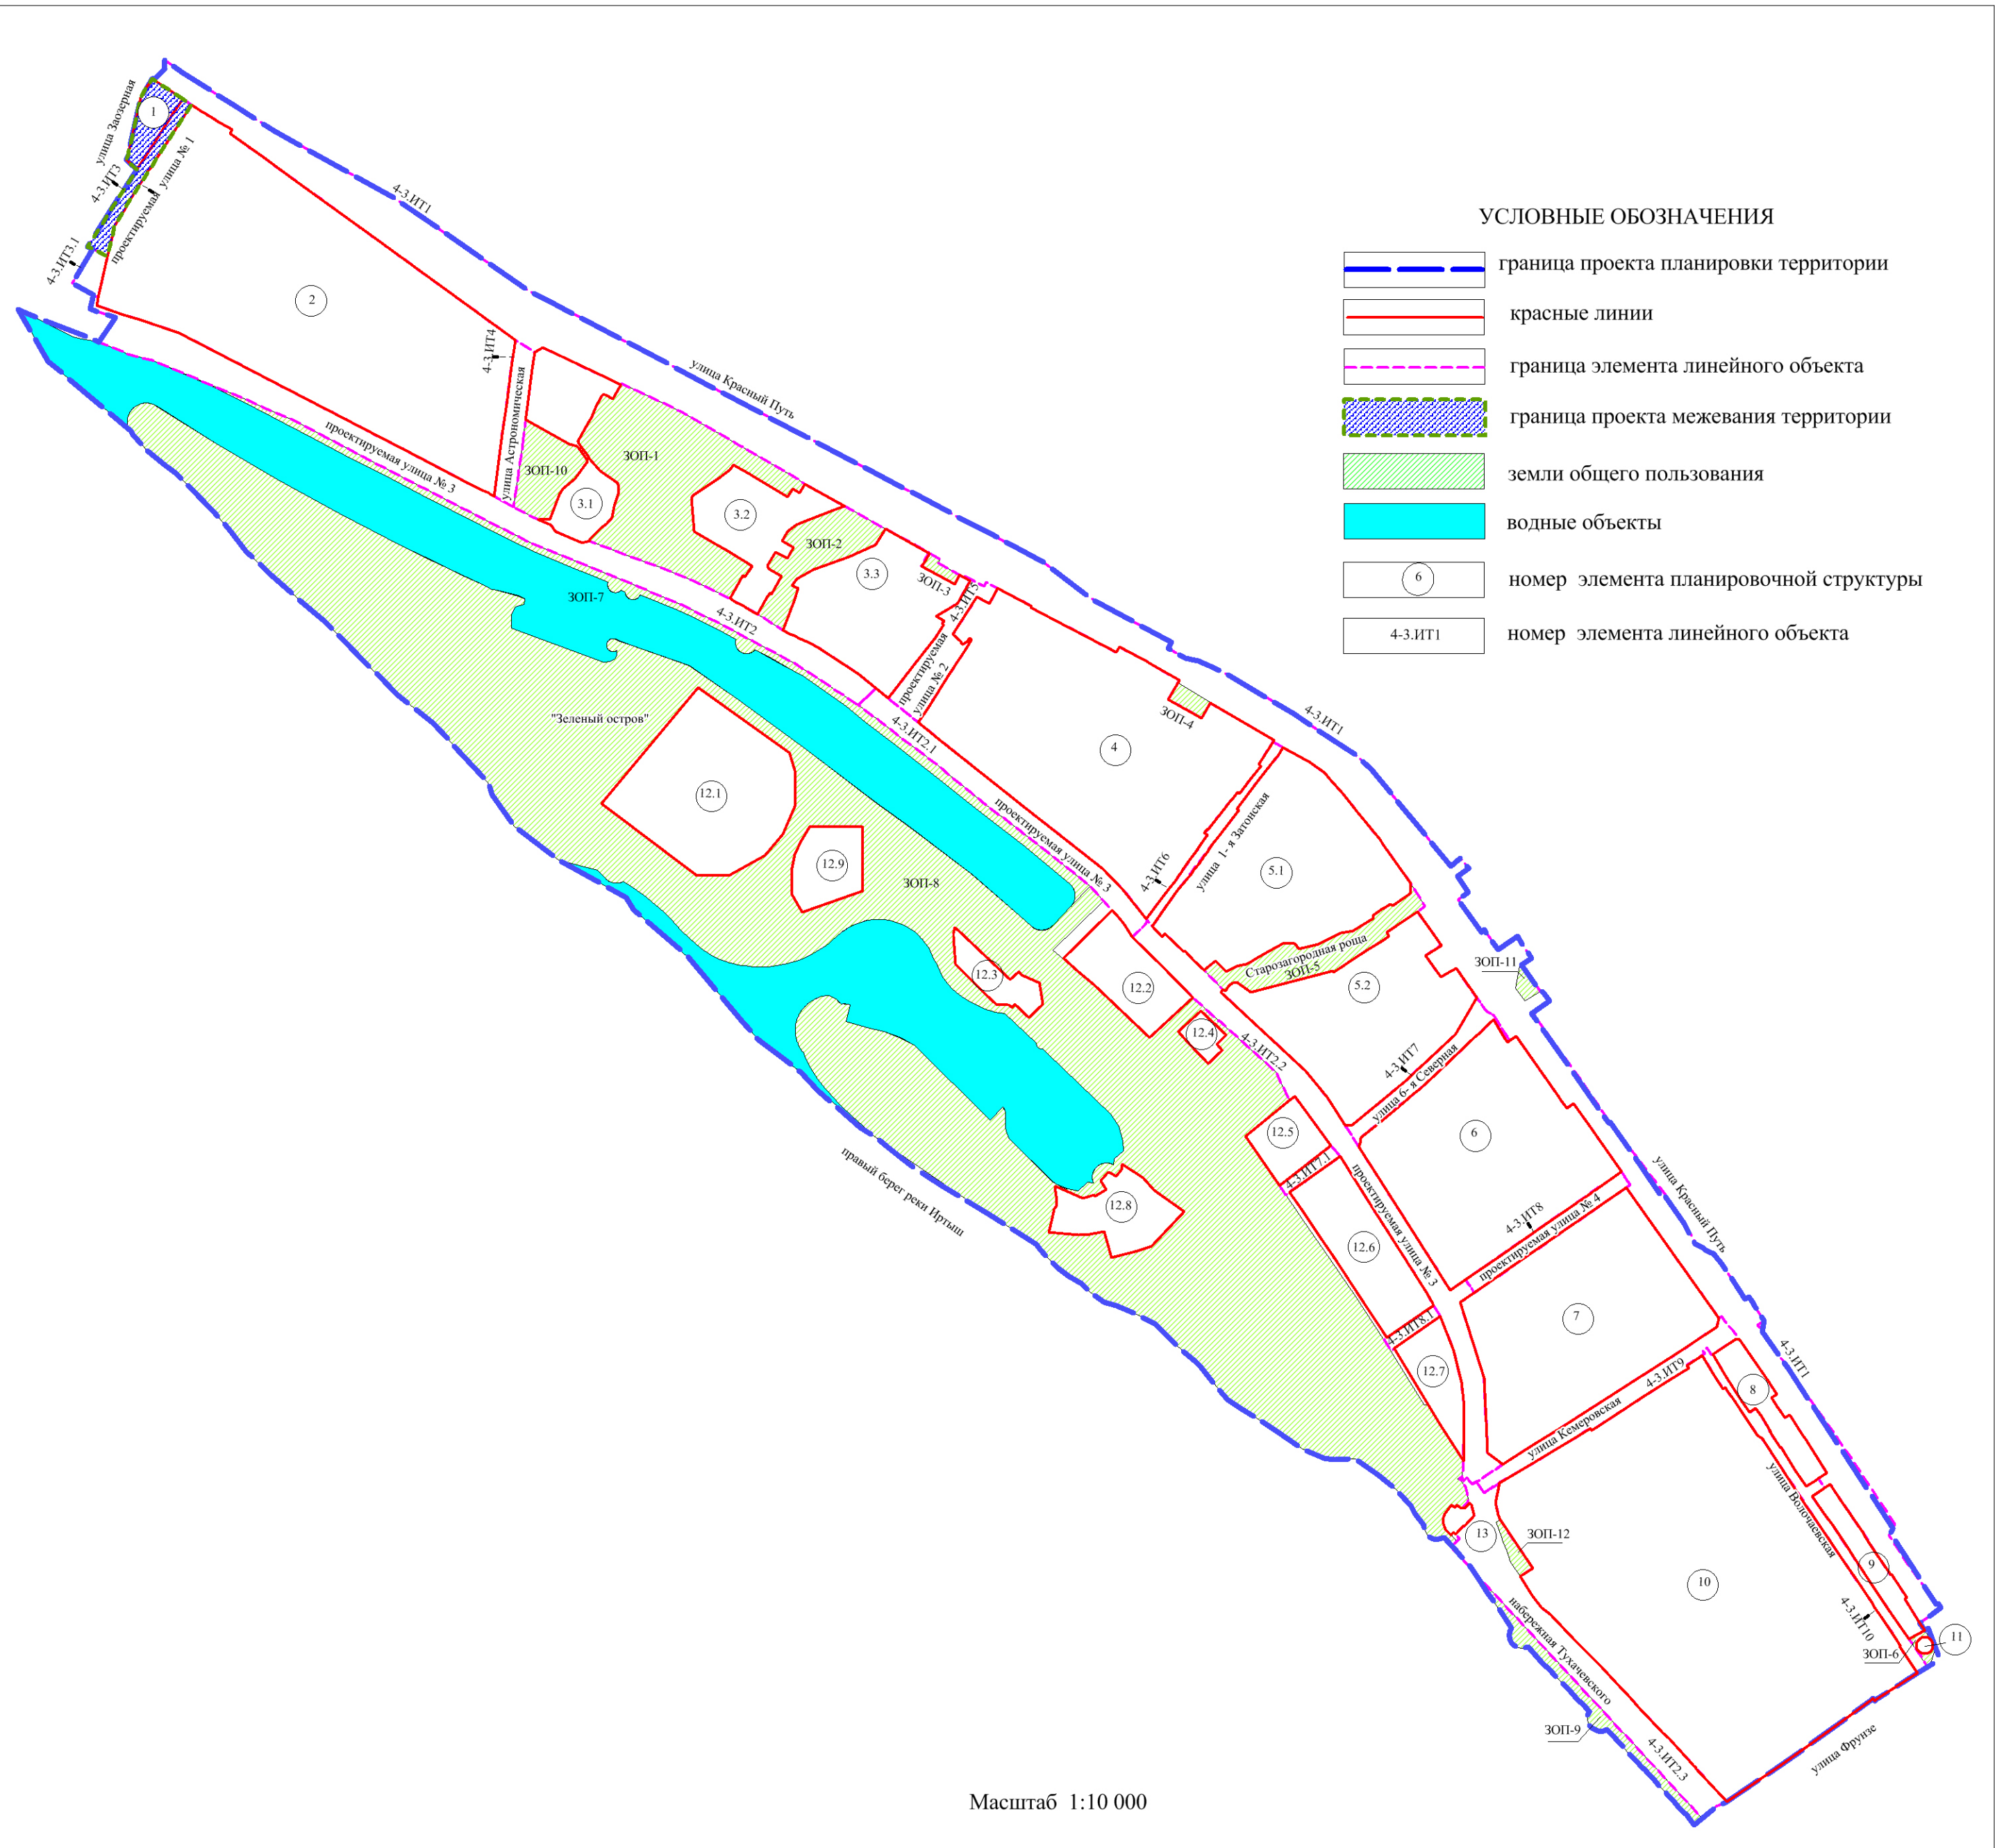 УСЛОВНЫЕ ОБОЗНАЧЕНИЯ
граница проекта планировки территории
красные линии
граница элемента линейного объекта
граница проекта межевания территории
земли общего пользования
водные объекты
6
номер элемента планировочной структуры
4-3.ИТ1
номер элемента линейного объекта
улица Заозерная
1
4-3.ИТ3
проектируемая улица № 1
4-3.ИТ3.1
2
4-3.ИТ1
4-3.ИТ4
улица Астрономическая
улица Красный Путь
проектируемая улица № 3
ЗОП-10
ЗОП-1
3.1
3.2
ЗОП-2
3.3
ЗОП-3
4-3.ИТ5
ЗОП-7
4-3.ИТ2
проектируемая
улица № 2
4-3.ИТ2.1
"Зеленый остров"
ЗОП-4
4-3.ИТ1
4
12.1
проектируемая улица № 3
12.9
ЗОП-8
4-3.ИТ6
улица 1- я Затонская
5.1
Старозагородная роща
ЗОП-5
ЗОП-11
12.3
12.2
5.2
12.4
4-3.ИТ2.2
4-3.ИТ7
улица 6- я Северная
12.5
6
4-3.ИТ7.1
правый берег реки Иртыш
12.8
проектируемая улица № 3
улица Красный Путь
4-3.ИТ8
проектируемая улица № 4
12.6
7
4-3.ИТ8.1
12.7
4-3.ИТ9
улица Кемеровская
4-3.ИТ1
8
улица Волочаевская
13
ЗОП-12
9
10
4-3.ИТ10
набережная Тухачевского
11
ЗОП-6
ЗОП-9
4-3.ИТ2.3
улица Фрунзе
Масштаб 1:10 000